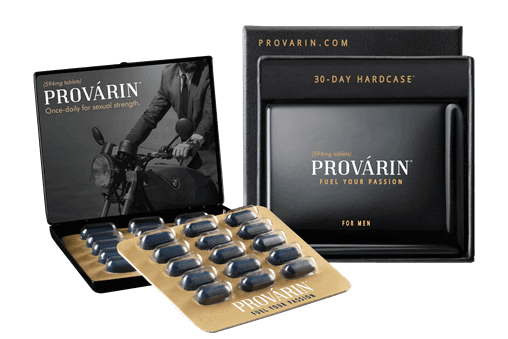 (594mg tablets)
PROVÁRIN™
Once-daily for sexual strength.
PROVARIN.COM
30-DAY HARDCASE™
(594mg tablets)
PROVÁRIN™
FUEL YOUR PASSION
FOR MEN
PROVÁRIN™
FUEL YOUR PASSION